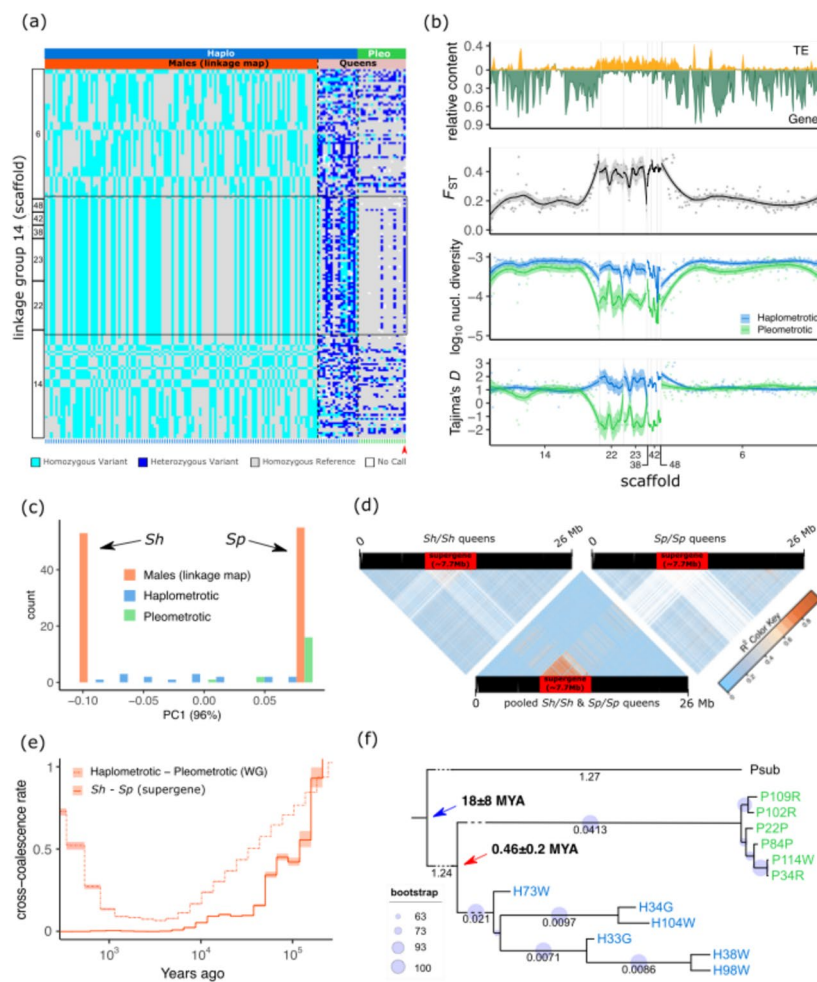 (a)
Haplo
Pleo
Males (linkage map)
Queens
linkage group 14 (scaffold)
6
48
42
38
23
22
14
Homozygous Variant
Heterozygous Variant
Homozygous Reference
No Call
(b)
relative content
0.4
0.0
0.3
0.6
0.9
TE
Gene
FST
0.4
0.2
0.0
log10 nucl. diversity
-3
-4
-5
Haplometrotic
Pleometrotic
Tajima's D
3
2
1
0
-1
-2
14
22
23
42
6
38
48
scaffold
(c)
Sh
Sp
count
40
20
0
Males (linkage map)
Haplometrotic
Pleometrotic
-0.10
-0.05
0.00
0.05
PC1 (96%)
(d)
0
Sh/Sh queens
26 Mb
0
Sp/Sp queens
26 Mb
supergene
(≈7.7Mb)
supergene
(≈7.7Mb)
supergene
(≈7.7Mb)
0
pooled Sh/Sh & Sp/Sp queens
26 Mb
R² Color Key
0
0.2
0.4
0.6
0.8
(e)
cross−coalescence rate
1
0.5
0
Haplometrotic – Pleometrotic (WG)
Sh - Sp (supergene)
10³
10⁴
10⁵
Years ago
(f)
Psub
1.27
18±8 MYA
P109R
P102R
0.0413
P22P
P84P
0.46±0.2 MYA
P114W
P34R
1.24
bootstrap
63
73
93
100
H73W
0.021
H34G
0.0097
H104W
H33G
0.0071
H38W
0.0086
H98W